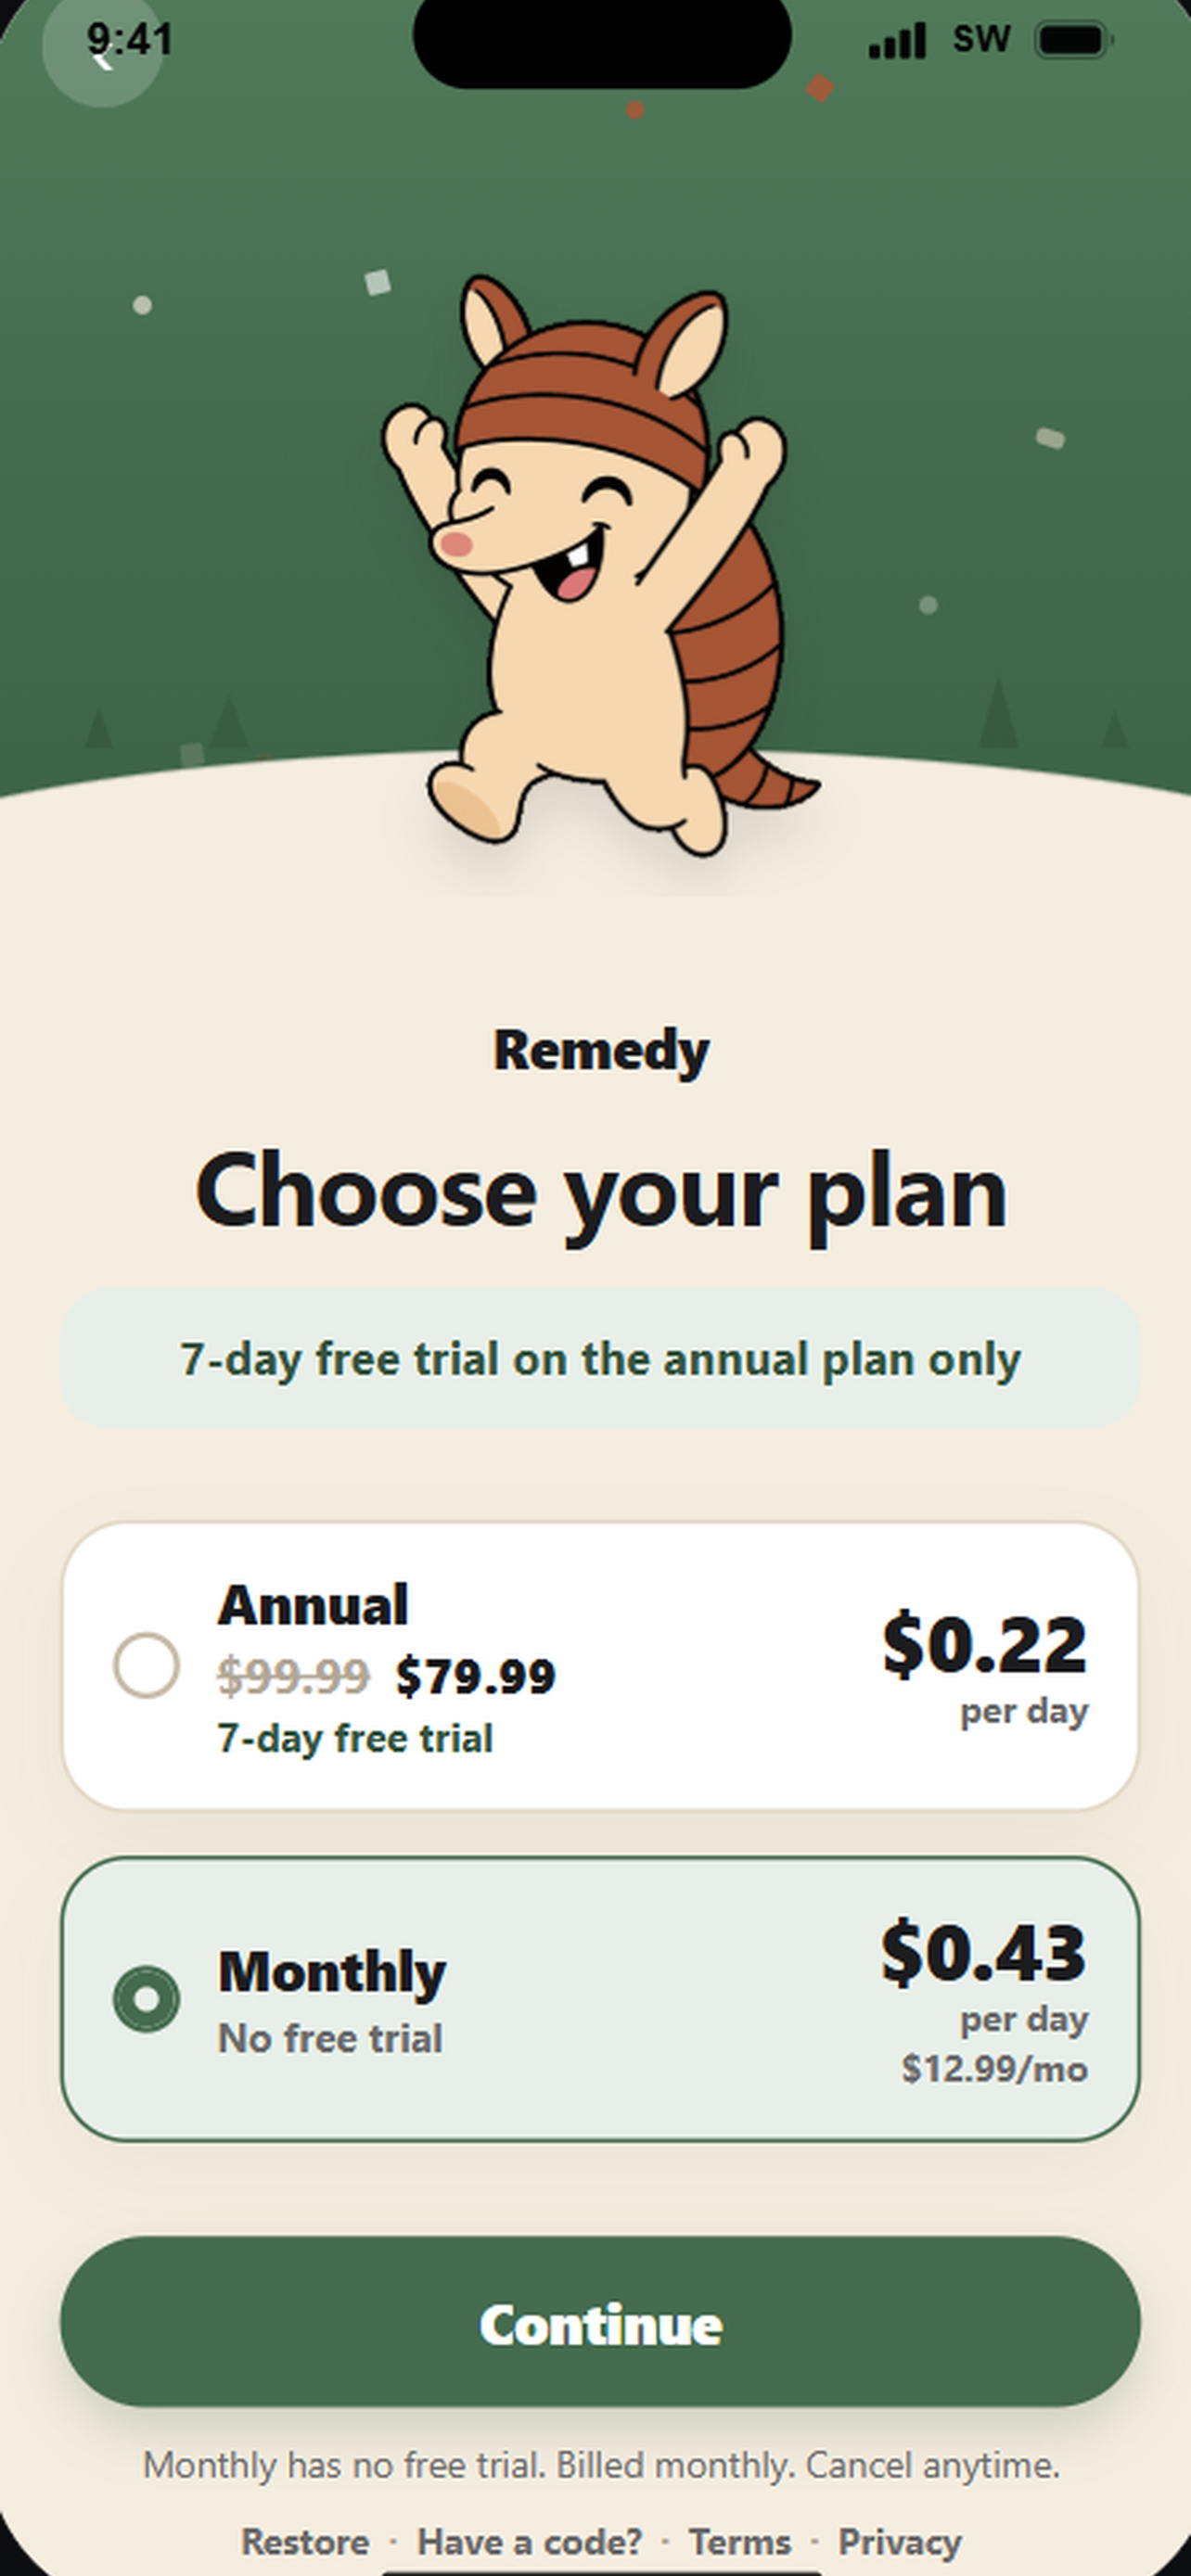 9:41 SW
Remedy
Choose your plan
7-day free trial on the annual plan only
Annual
$99.99 $79.99
7-day free trial
$0.22
per day
Monthly
No free trial
$0.43
per day
$12.99/mo
Continue
Monthly has no free trial. Billed monthly. Cancel anytime.
Restore · Have a code? · Terms · Privacy